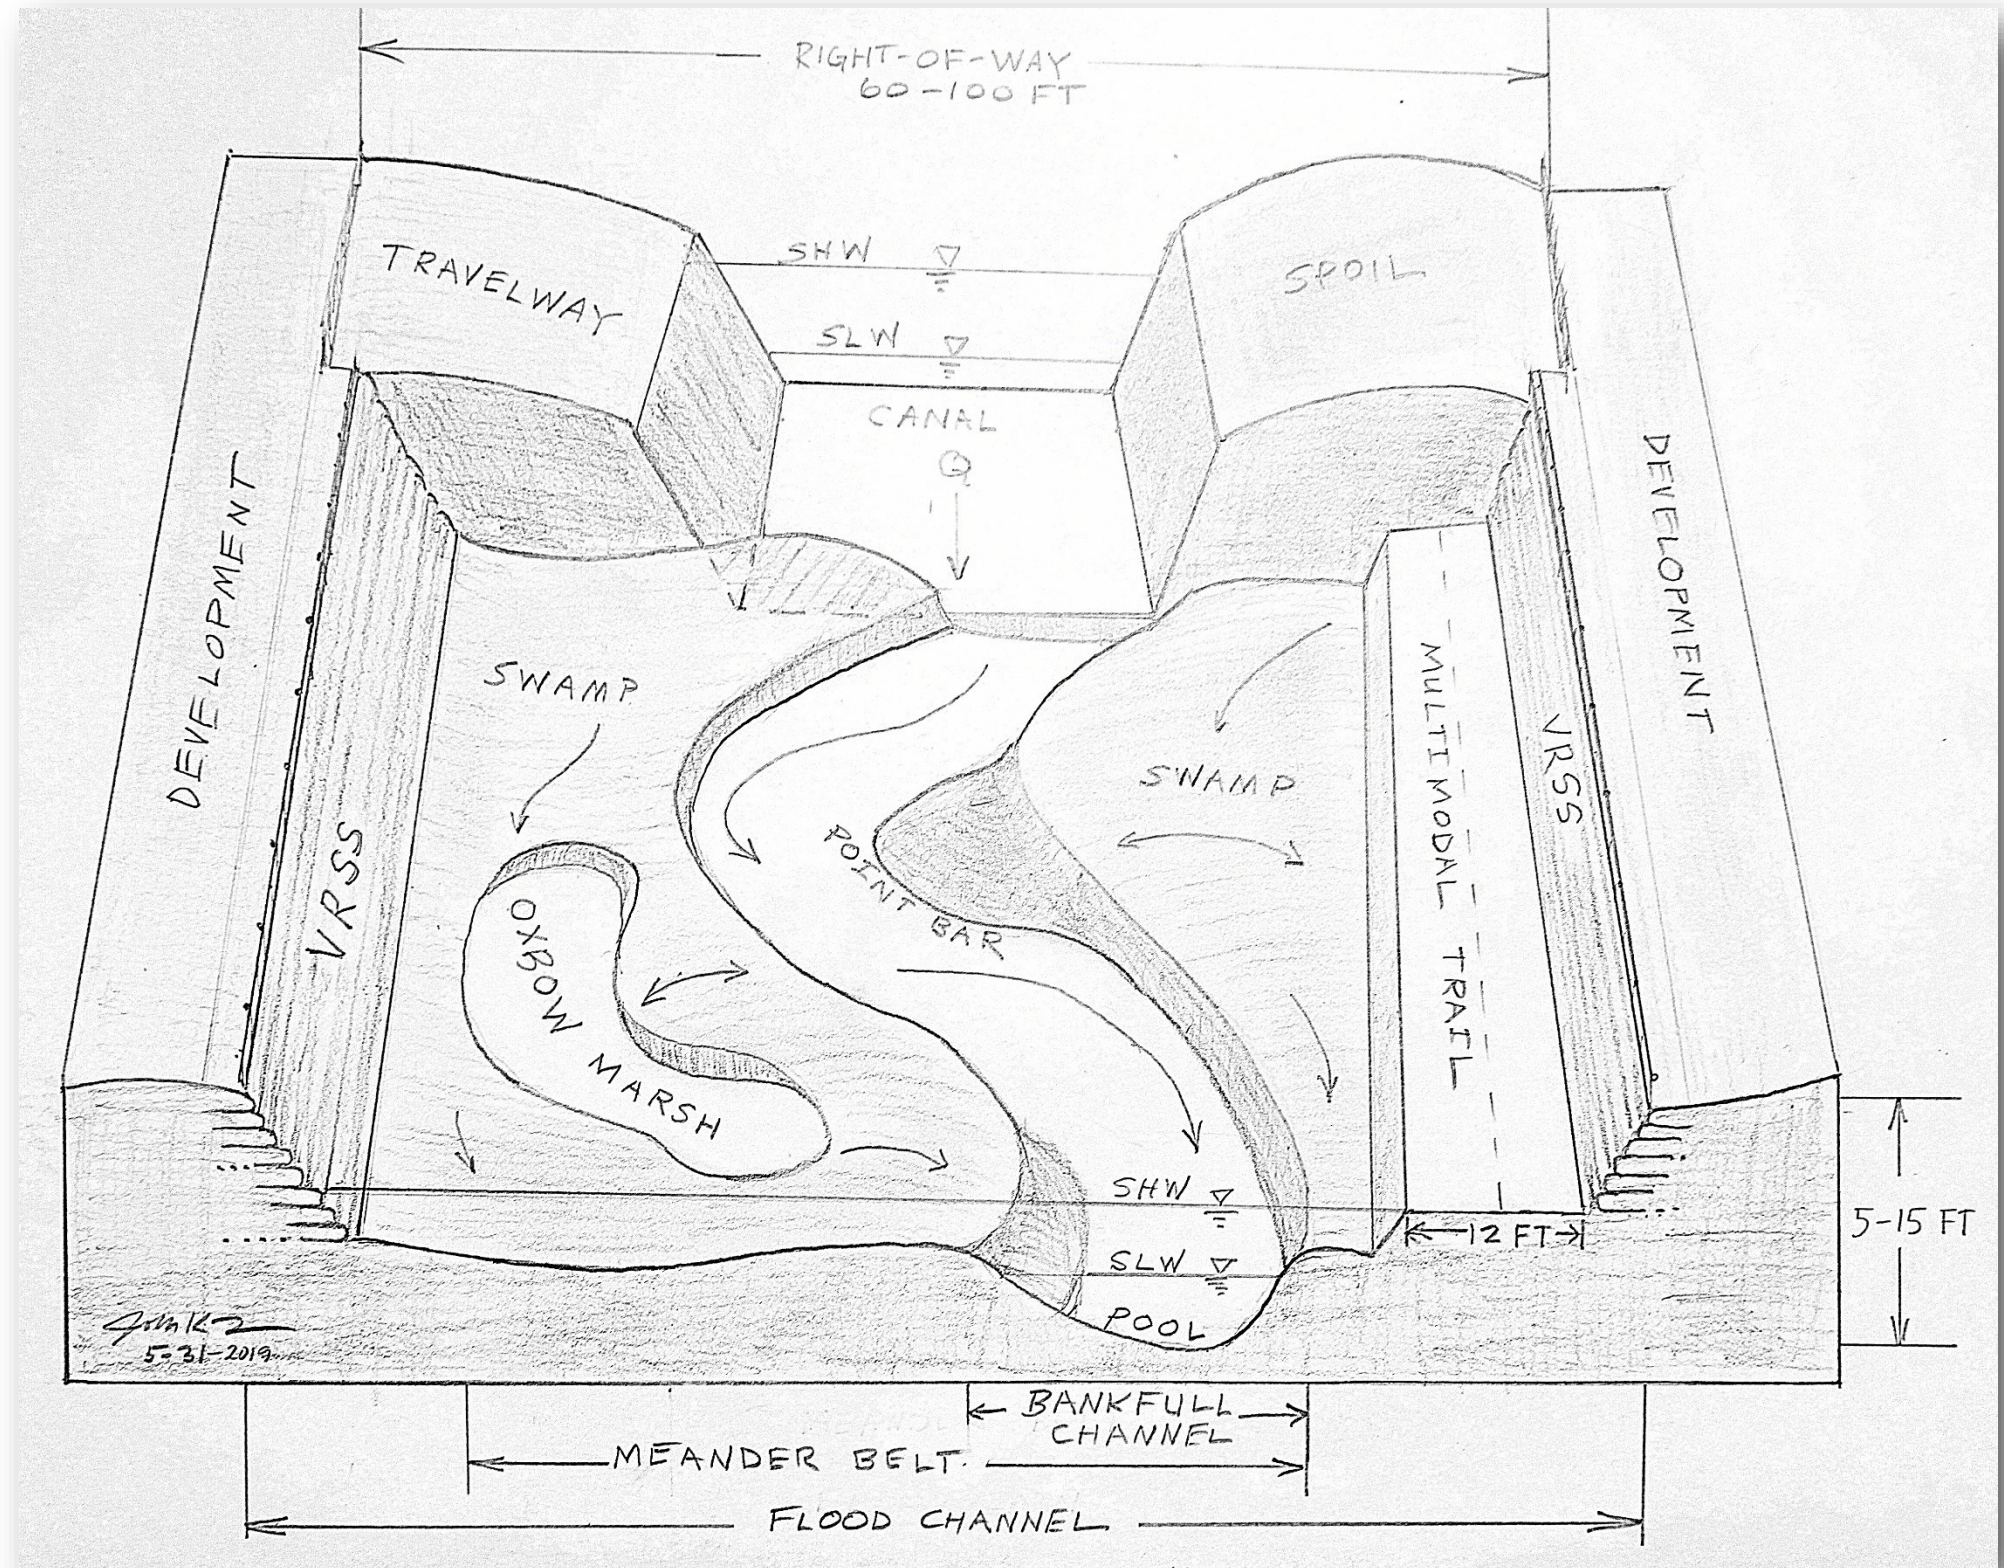 RIGHT-OF-WAY
60-100 FT
TRAVELWAY
SHW
SPOIL
SLW
CANAL
Q
DEVELOPMENT
DEVELOPMENT
SWAMP
SWAMP
MULTIMODAL TRAIL
VRSS
VRSS
POINT BAR
OXBOW MARSH
SHW
12 FT
5-15 FT
SLW
POOL
5-31-2019
BANKFULL
CHANNEL
MEANDER BELT
FLOOD CHANNEL